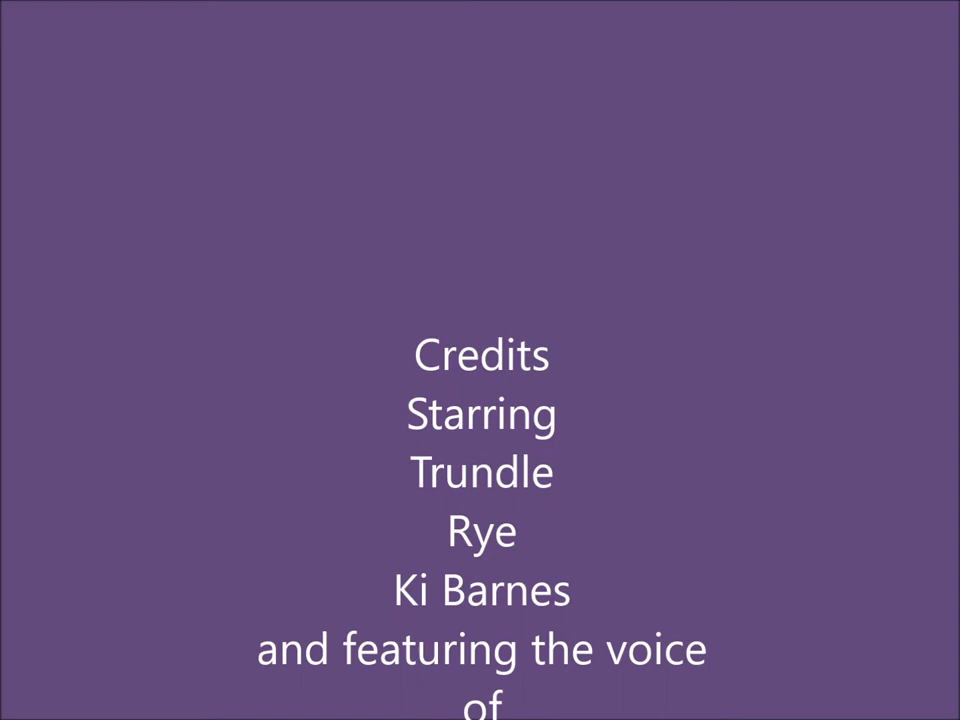 Credits
Starring
Trundle
Rye
Ki Barnes
and featuring the voice
of